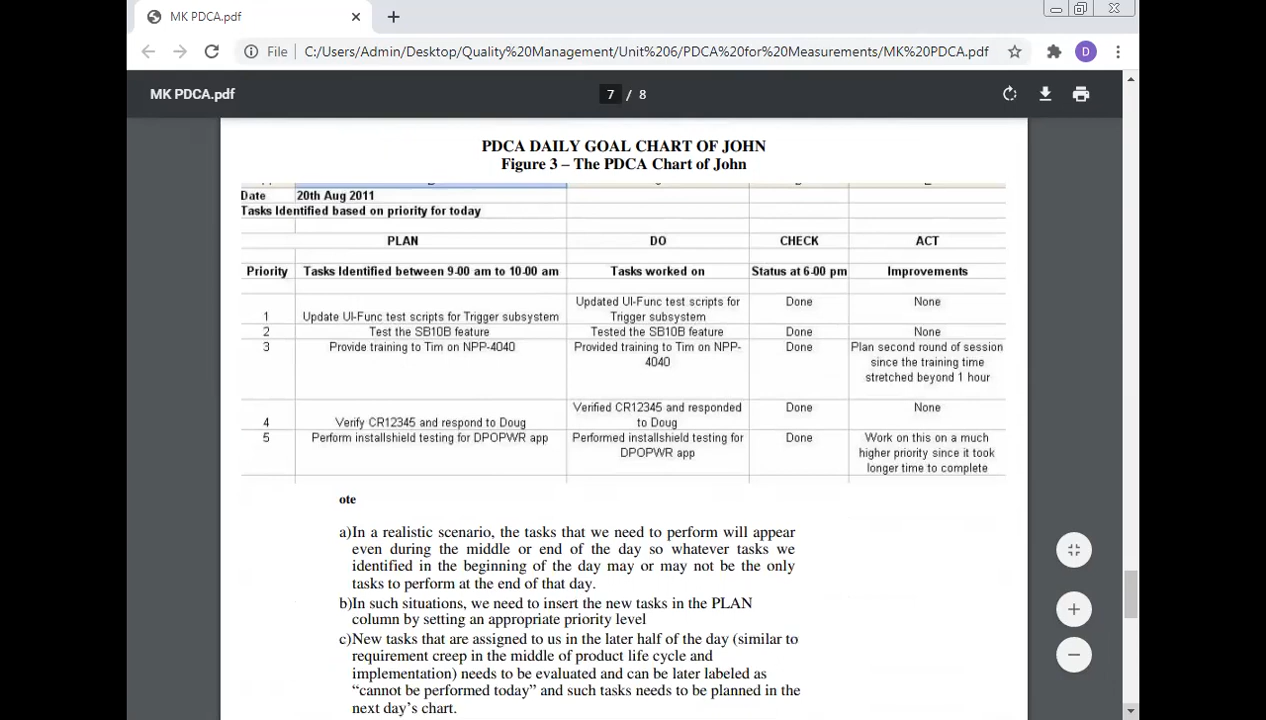 MK PDCA.pdf
File C:/Users/Admin/Desktop/Quality%20Management/Unit%206/PDCA%20for%20Measurements/MK%20PDCA.pdf
D
MK PDCA.pdf
7 / 8
PDCA DAILY GOAL CHART OF JOHN
Figure 3 – The PDCA Chart of John
Date 20th Aug 2011
Tasks Identified based on priority for today
PLAN DO CHECK ACT
Priority Tasks Identified between 9-00 am to 10-00 am Tasks worked on Status at 6-00 pm Improvements
Updated UI-Func test scripts for Done None
1 Update UI-Func test scripts for Trigger subsystem Trigger subsystem
2 Test the SB10B feature Tested the SB10B feature Done None
3 Provide training to Tim on NPP-4040 Provided training to Tim on NPP- Done Plan second round of session
4040 since the training time
stretched beyond 1 hour
Verified CR12345 and responded Done None
4 Verify CR12345 and respond to Doug to Doug
5 Perform installshield testing for DPOPWR app Performed installshield testing for Done Work on this on a much
DPOPWR app higher priority since it took
longer time to complete
ote
a)In a realistic scenario, the tasks that we need to perform will appear
even during the middle or end of the day so whatever tasks we
identified in the beginning of the day may or may not be the only
tasks to perform at the end of that day.
b)In such situations, we need to insert the new tasks in the PLAN
column by setting an appropriate priority level
c)New tasks that are assigned to us in the later half of the day (similar to
requirement creep in the middle of product life cycle and
implementation) needs to be evaluated and can be later labeled as
“cannot be performed today” and such tasks needs to be planned in the
next day’s chart.